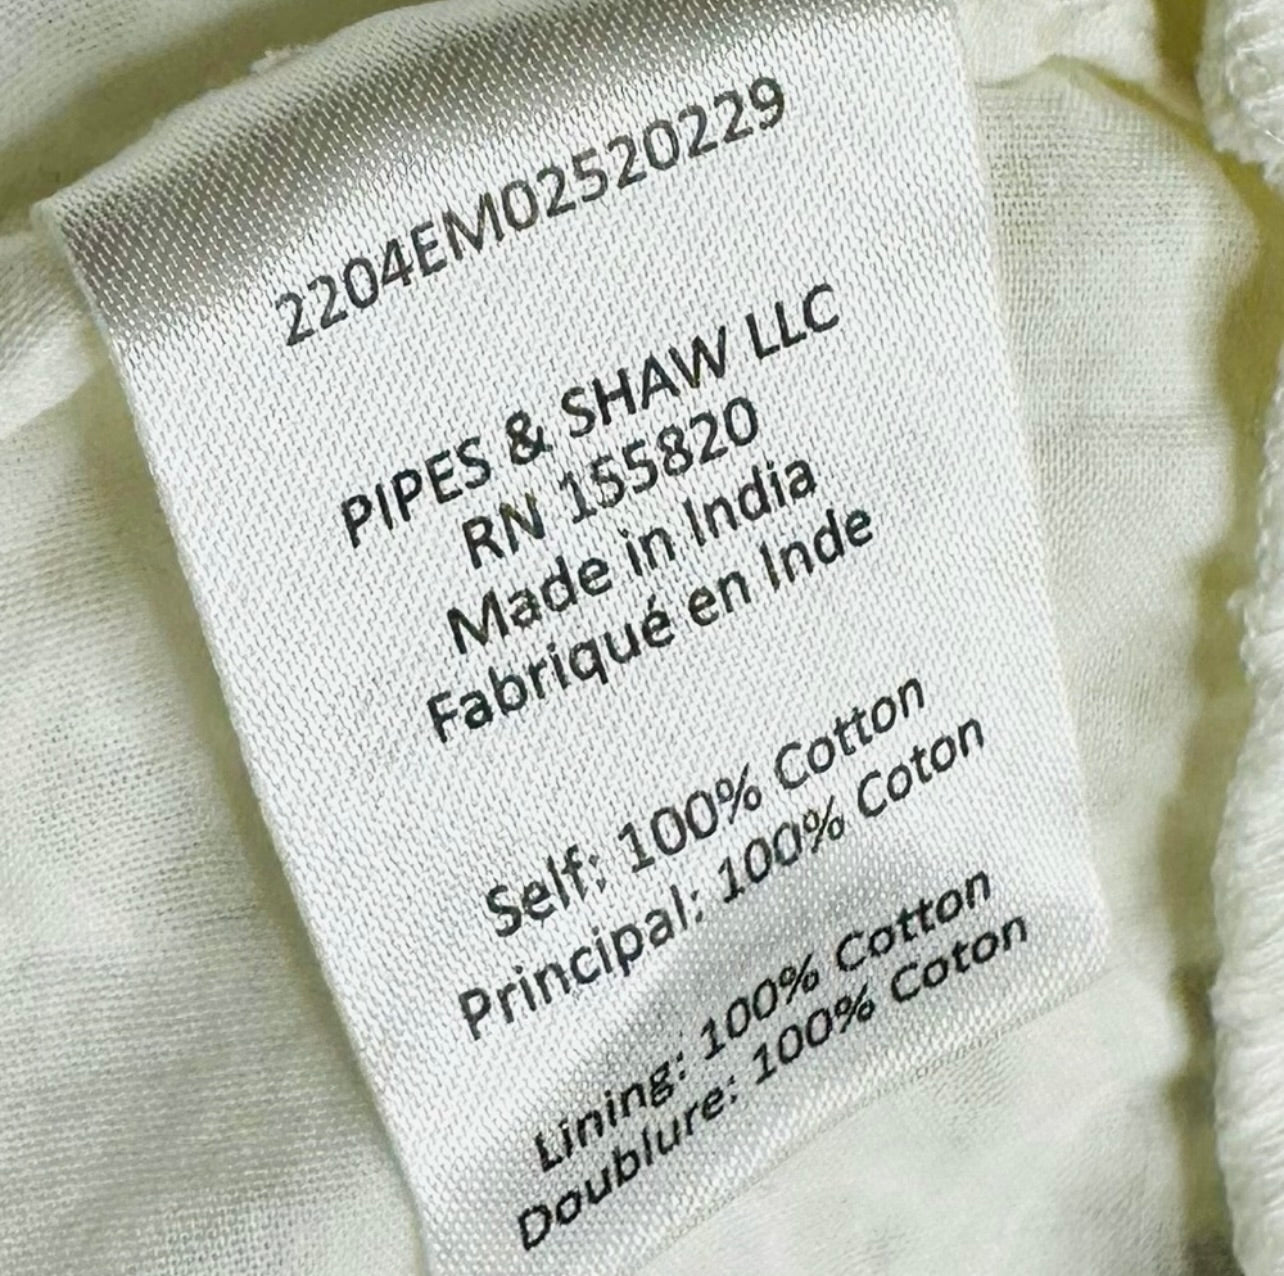 2204EM02520229
PIPES & SHAW LLC
RN 155820
Made in India
Fabriqué en Inde
Self: 100% Cotton
Principal: 100% Coton
Lining: 100% Cotton
Doublure: 100% Coton